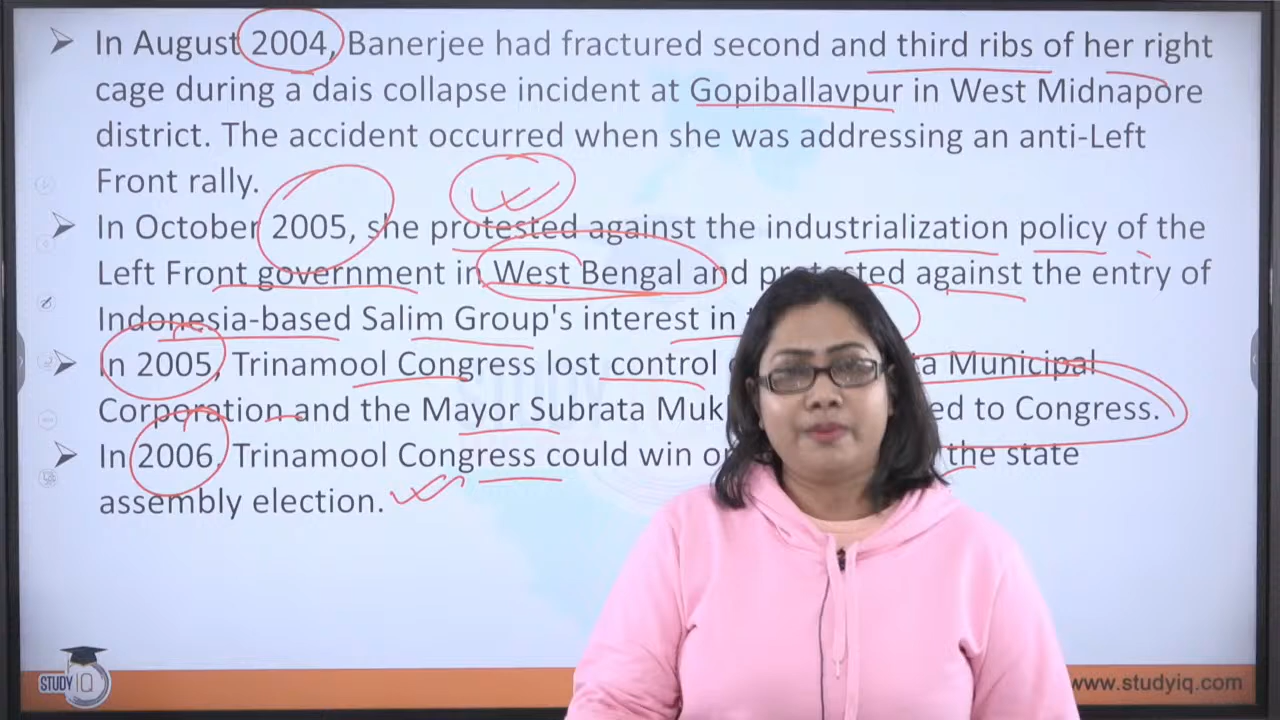 In August 2004, Banerjee had fractured second and third ribs of her right
cage during a dais collapse incident at Gopiballavpur in West Midnapore
district. The accident occurred when she was addressing an anti-Left
Front rally.
In October 2005, she protested against the industrialization policy of the
Left Front government in West Bengal and protested against the entry of
Indonesia-based Salim Group's interest in
In 2005, Trinamool Congress lost control Municipal
Corporation and the Mayor Subrata to Congress.
In 2006, Trinamool Congress could win the state
assembly election.
STUDY IQ
www.studyiq.com